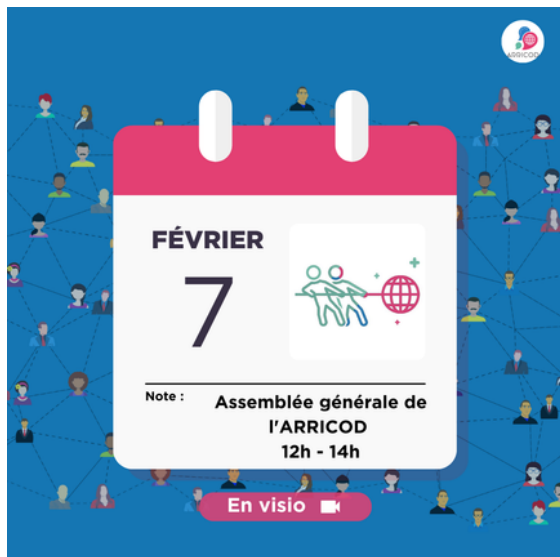 ARRICOD
FÉVRIER
7
Note :
Assemblée générale de
l'ARRICOD
12h - 14h
En visio